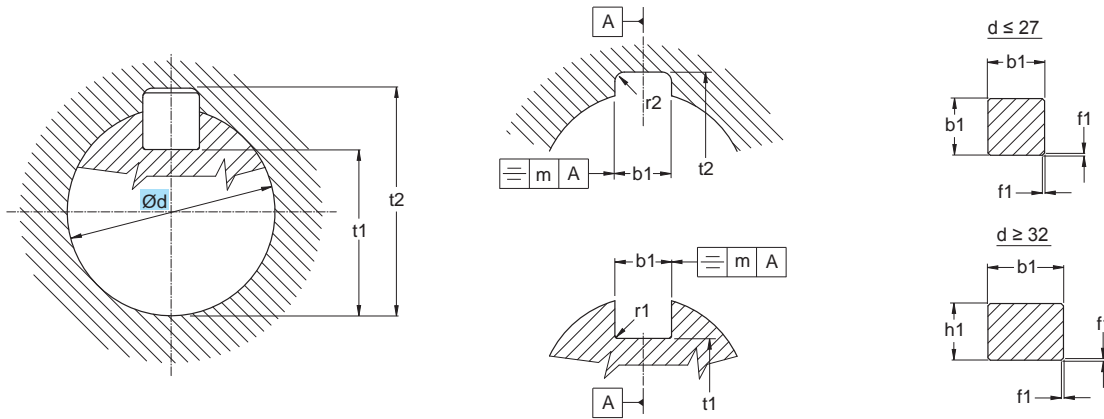 Ød
t1
t2
A
r2
t2
= m A
b1
b1
= m A
r1
t1
A
d ≤ 27
b1
b1
f1
f1
d ≥ 32
b1
h1
f1